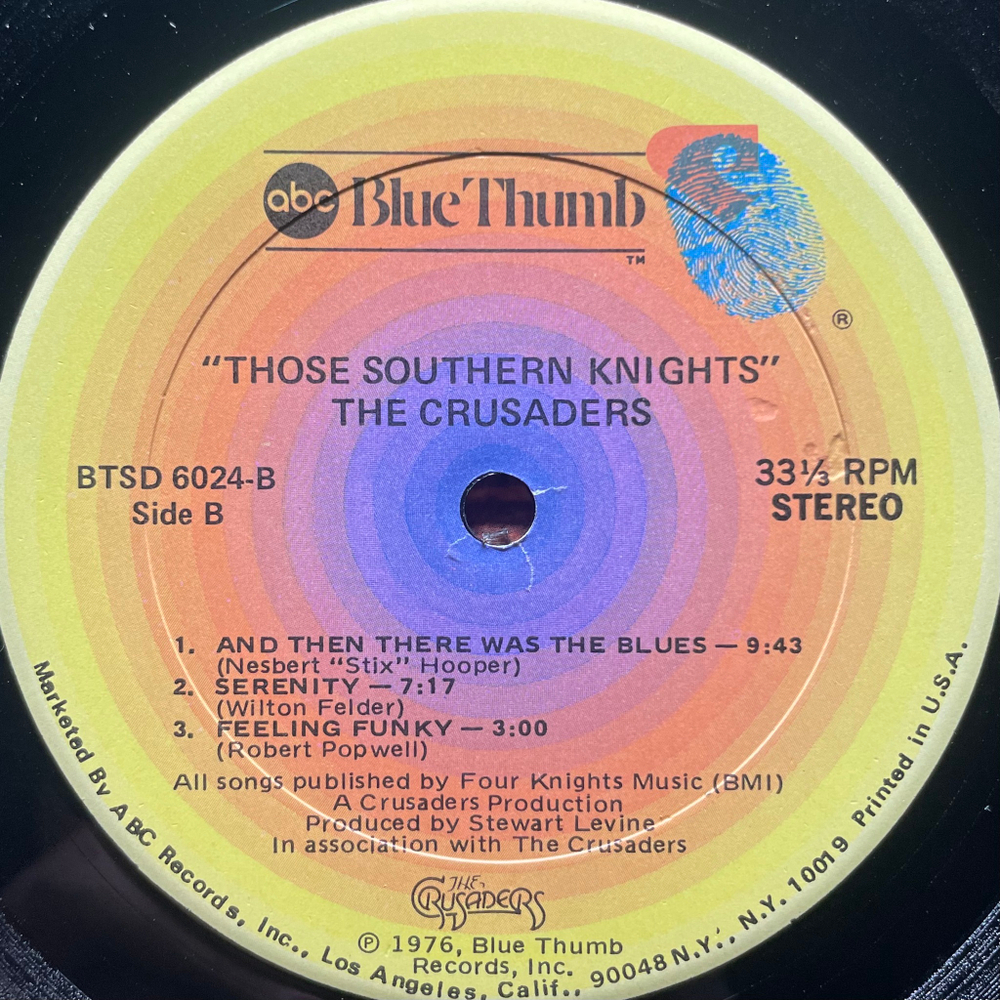 abc Blue Thumb
TM
®
"THOSE SOUTHERN KNIGHTS"
THE CRUSADERS
BTSD 6024-B
Side B
33⅓ RPM
STEREO
1. AND THEN THERE WAS THE BLUES — 9:43
(Nesbert "Stix" Hooper)
2. SERENITY — 7:17
(Wilton Felder)
3. FEELING FUNKY — 3:00
(Robert Popwell)
All songs published by Four Knights Music (BMI)
A Crusaders Production
Produced by Stewart Levine
In association with The Crusaders
THE CRUSADERS
℗ 1976, Blue Thumb
Records, Inc.
Marketed By ABC Records, Inc., Los Angeles, Calif., 90048 N.Y., N.Y. 10019 Printed in U.S.A.